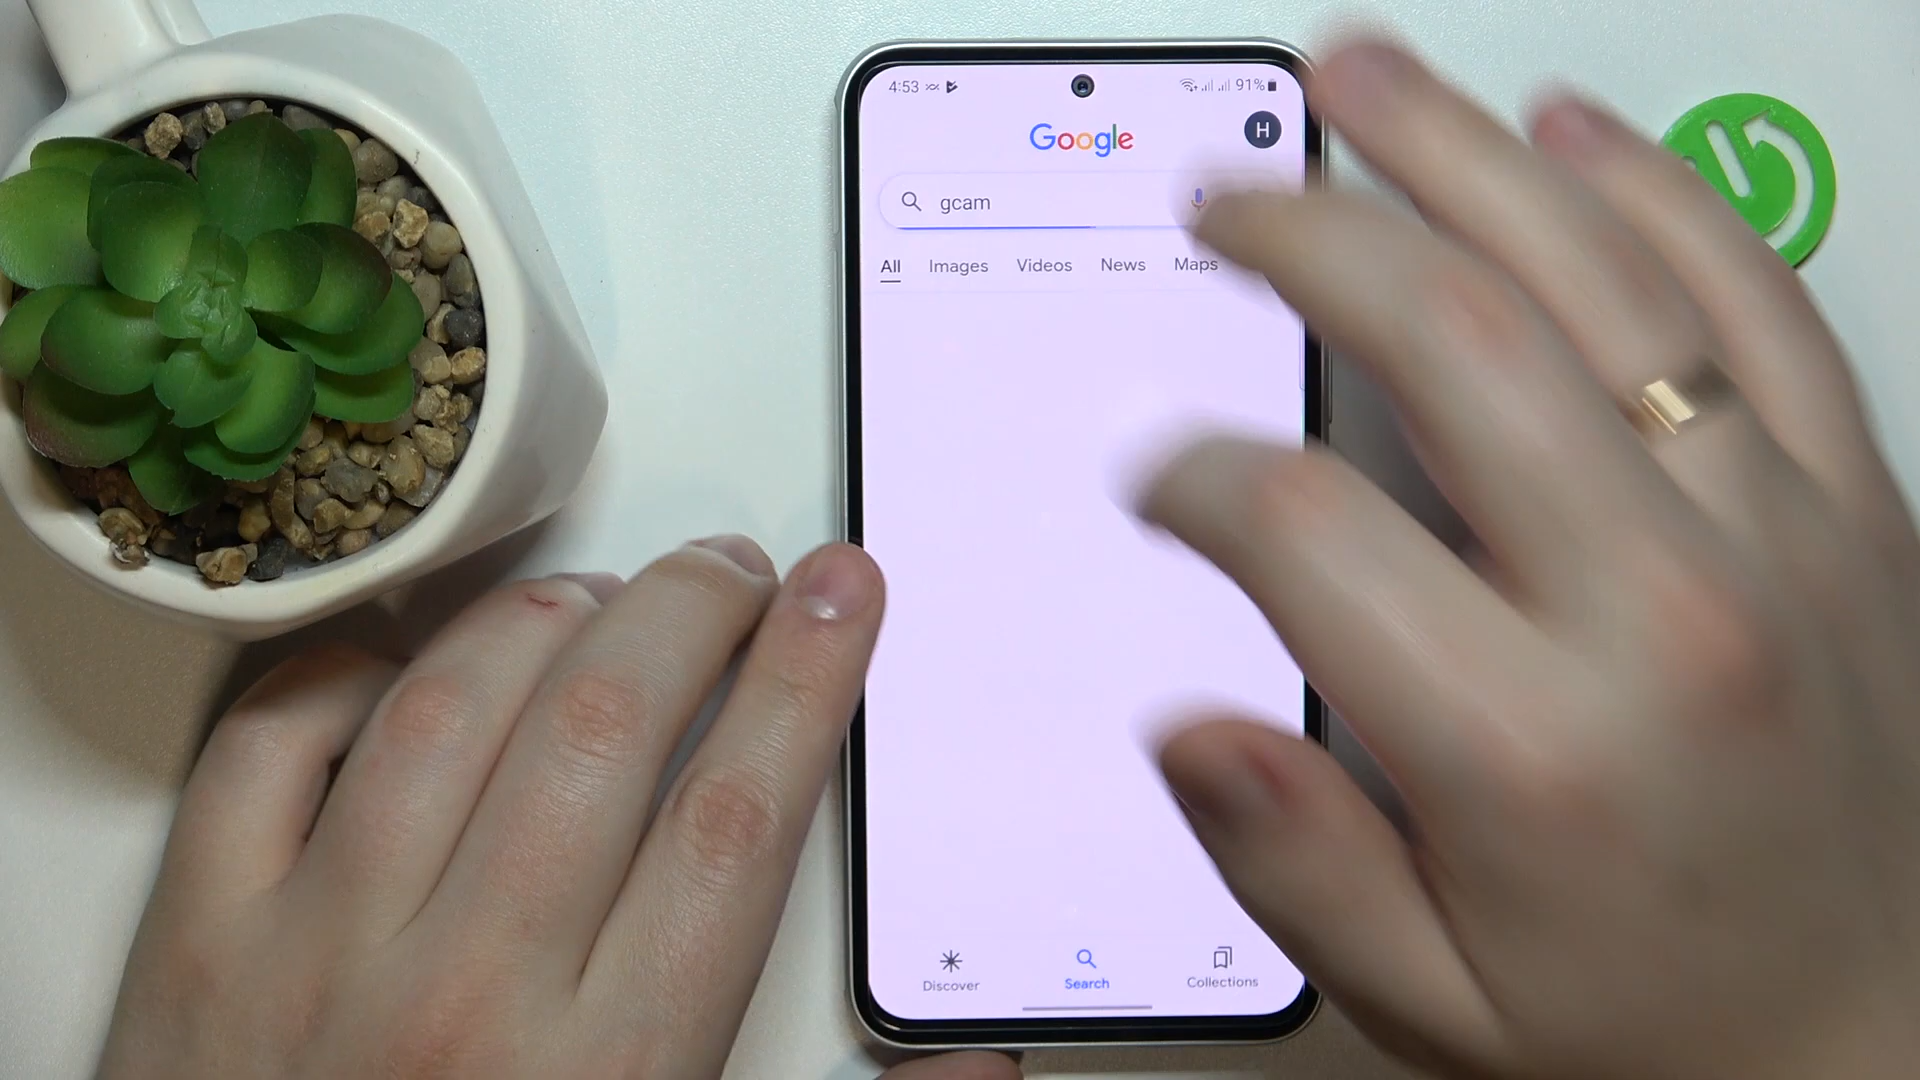 4:53 91%
Google
H
gcam
All Images Videos News Maps
Discover Search Collections